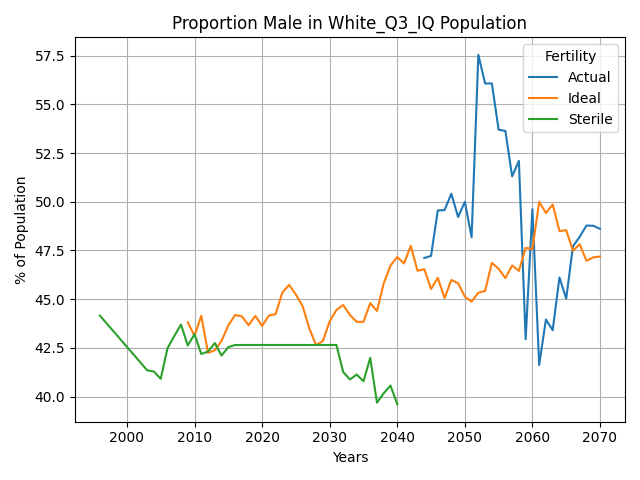 Proportion Male in White_Q3_IQ Population
% of Population
57.5
55.0
52.5
50.0
47.5
45.0
42.5
40.0
Fertility
Actual
Ideal
Sterile
2000 2010 2020 2030 2040 2050 2060 2070
Years